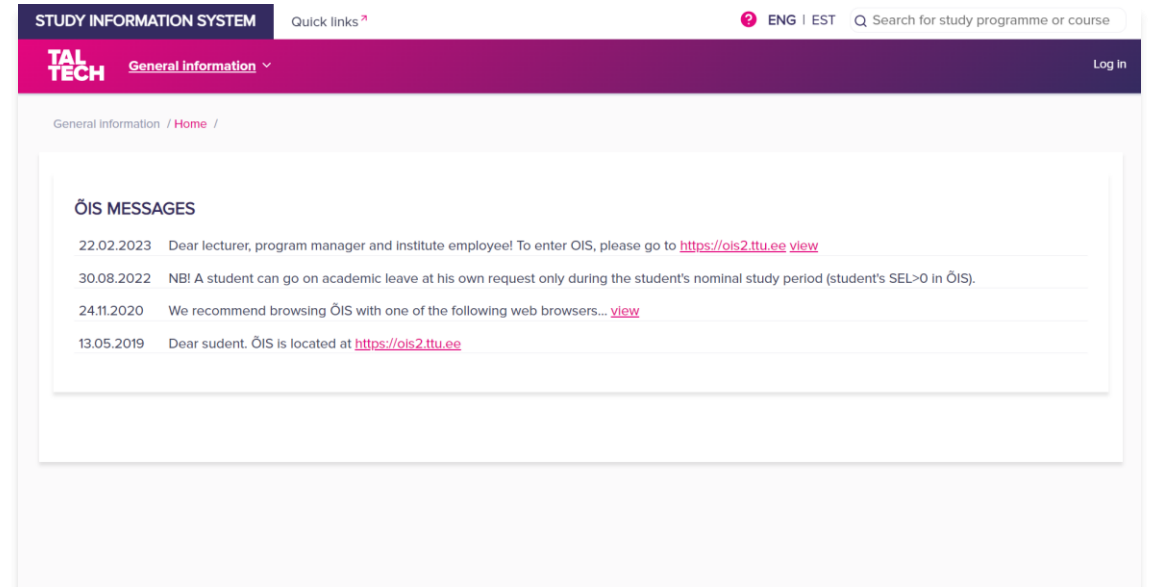 STUDY INFORMATION SYSTEM Quick links ? ENG | EST Search for study programme or course
TAL
TECH General information Log in
General information / Home /
ÕIS MESSAGES
22.02.2023 Dear lecturer, program manager and institute employee! To enter OIS, please go to https://ois2.ttu.ee view
30.08.2022 NB! A student can go on academic leave at his own request only during the student's nominal study period (student's SEL>0 in ÕIS).
24.11.2020 We recommend browsing ÕIS with one of the following web browsers... view
13.05.2019 Dear sudent. ÕIS is located at https://ois2.ttu.ee